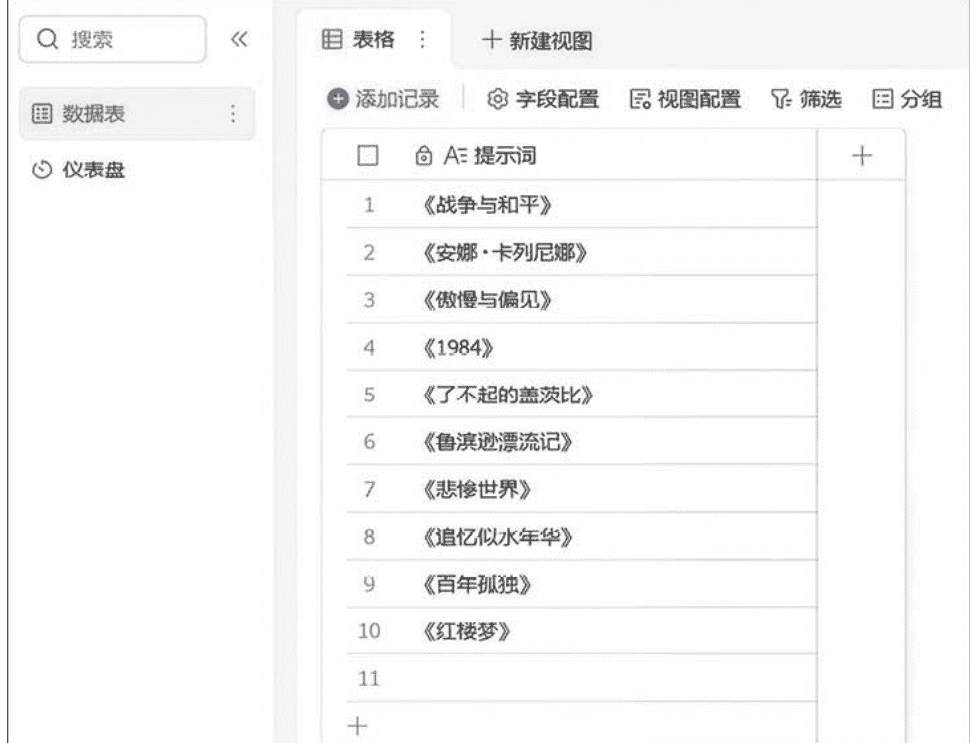 搜索
数据表
仪表盘
表格 新建视图
添加记录 字段配置 视图配置 筛选 分组
提示词
1 《战争与和平》
2 《安娜·卡列尼娜》
3 《傲慢与偏见》
4 《1984》
5 《了不起的盖茨比》
6 《鲁滨逊漂流记》
7 《悲惨世界》
8 《追忆似水年华》
9 《百年孤独》
10 《红楼梦》
11